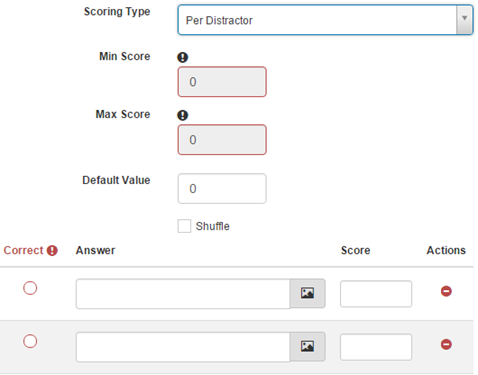 Scoring Type
Per Distractor
Min Score
0
Max Score
0
Default Value
0
Shuffle
Correct Answer Score Actions